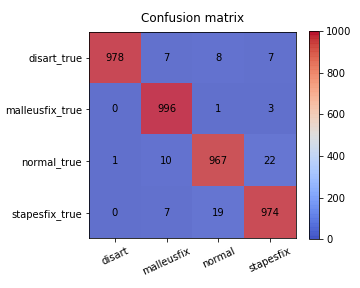 Confusion matrix
disart_true 978 7 8 7
malleusfix_true 0 996 1 3
normal_true 1 10 967 22
stapesfix_true 0 7 19 974
disart malleusfix normal stapesfix
1000
800
600
400
200
0